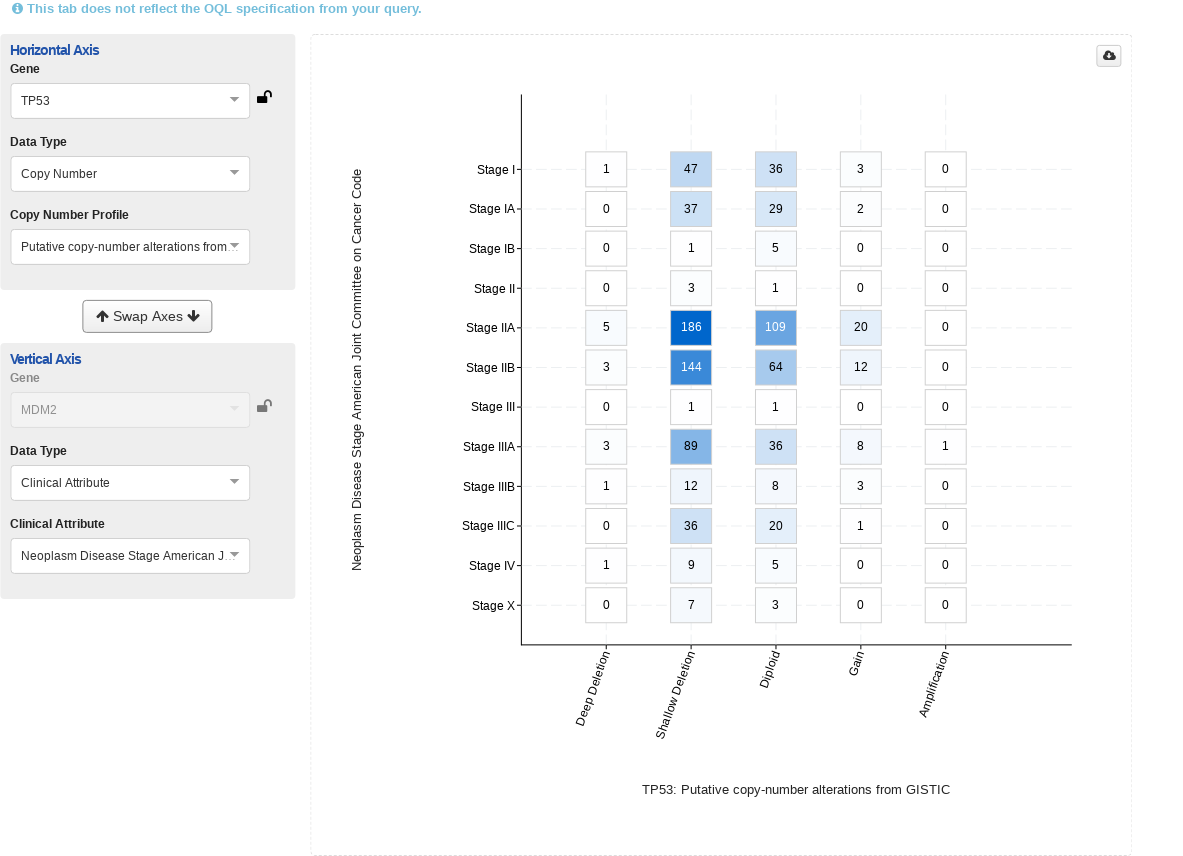 This tab does not reflect the OQL specification from your query.
Horizontal Axis
Gene
TP53
Data Type
Copy Number
Copy Number Profile
Putative copy-number alterations from...
Swap Axes
Vertical Axis
Gene
MDM2
Data Type
Clinical Attribute
Clinical Attribute
Neoplasm Disease Stage American J...
Neoplasm Disease Stage American Joint Committee on Cancer Code
Stage I 1 47 36 3 0
Stage IA 0 37 29 2 0
Stage IB 0 1 5 0 0
Stage II 0 3 1 0 0
Stage IIA 5 186 109 20 0
Stage IIB 3 144 64 12 0
Stage III 0 1 1 0 0
Stage IIIA 3 89 36 8 1
Stage IIIB 1 12 8 3 0
Stage IIIC 0 36 20 1 0
Stage IV 1 9 5 0 0
Stage X 0 7 3 0 0
Deep Deletion
Shallow Deletion
Diploid
Gain
Amplification
TP53: Putative copy-number alterations from GISTIC